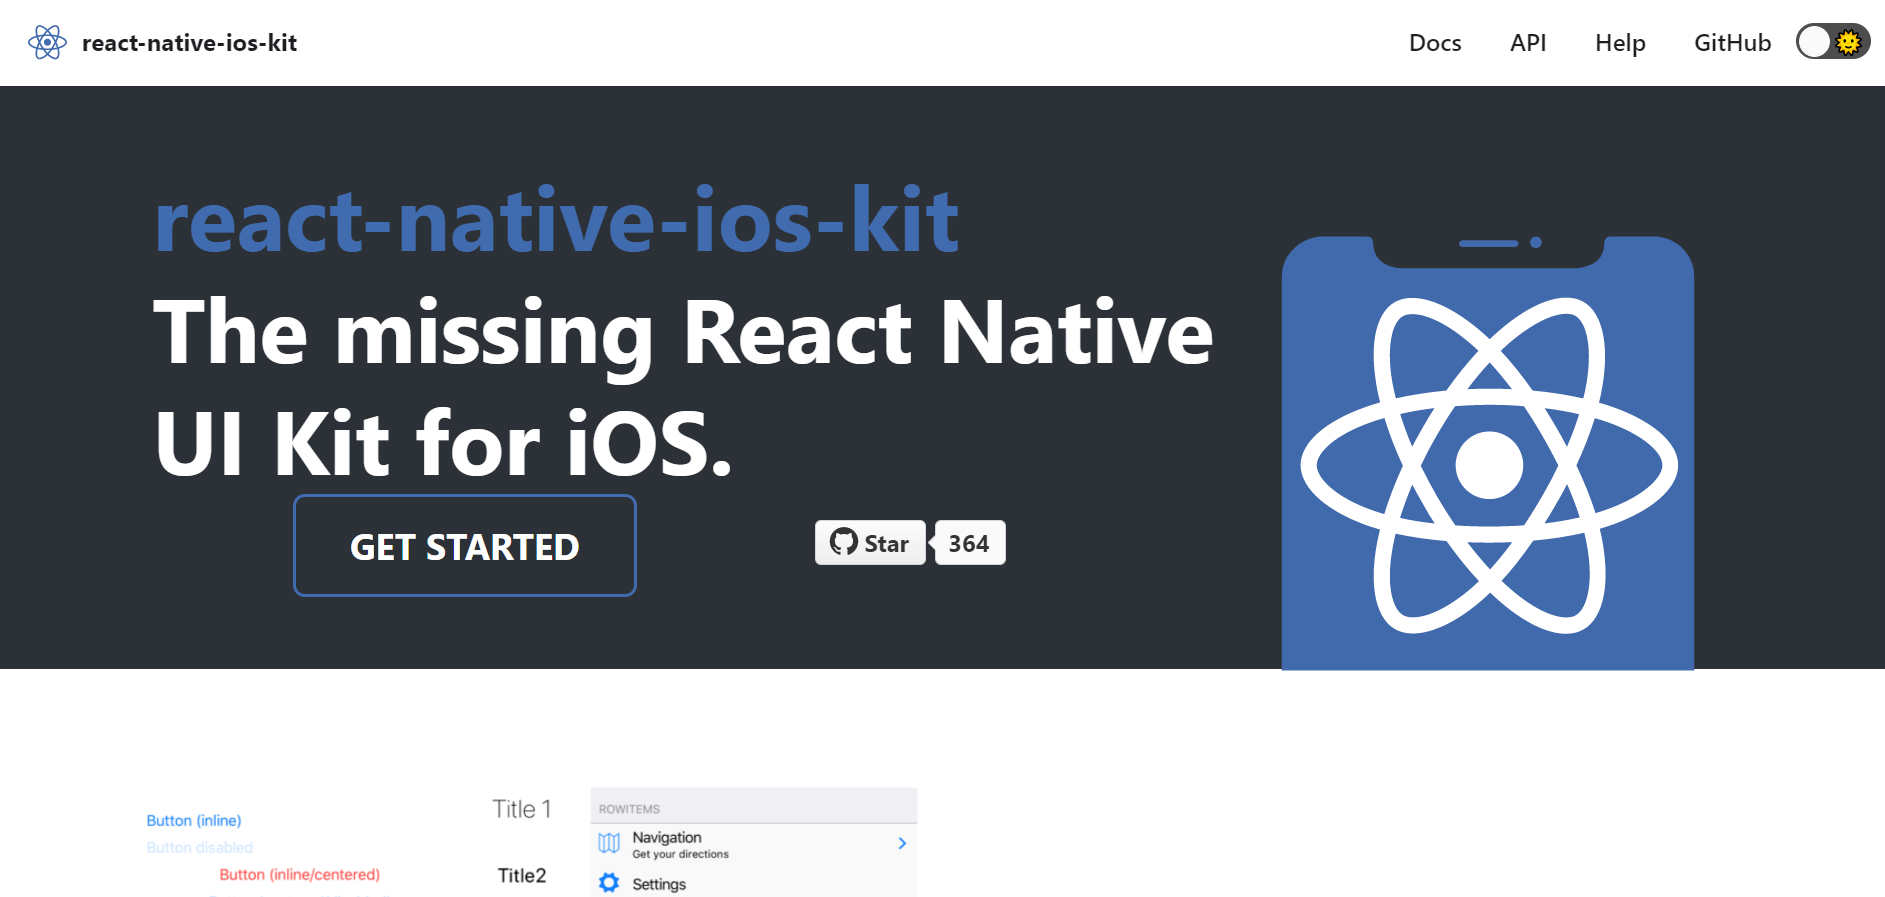 react-native-ios-kit
Docs API Help GitHub
react-native-ios-kit
The missing React Native
UI Kit for iOS.
GET STARTED
Star 364
Button (inline)
Button disabled
Button (inline/centered)
Title 1
Title2
ROWITEMS
Navigation
Get your directions
Settings